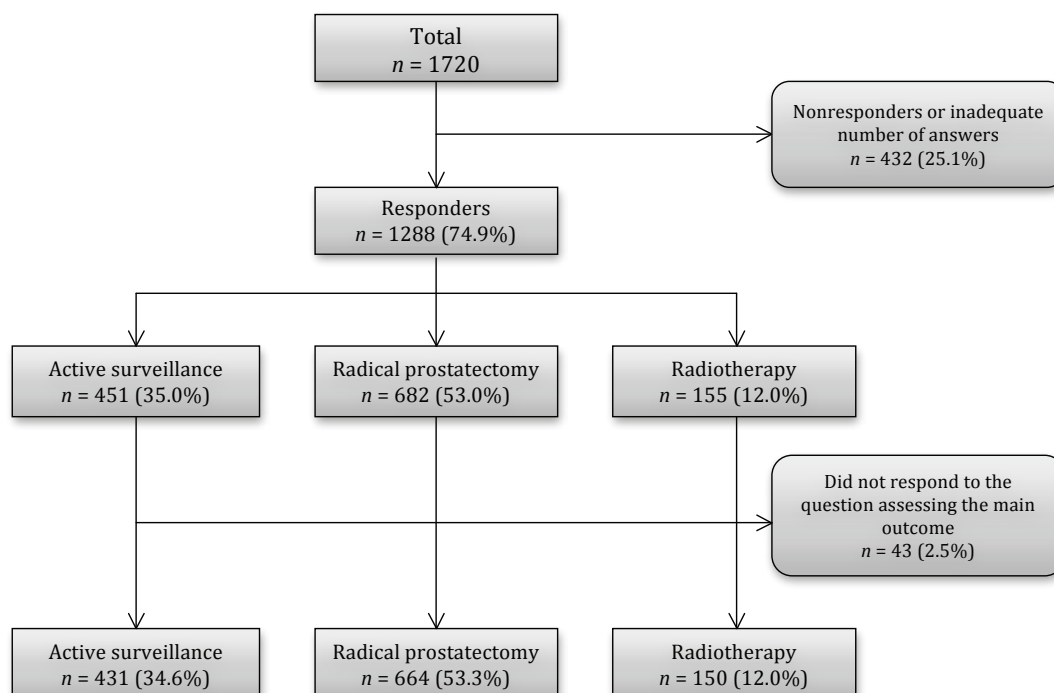 Total
n = 1720
Nonresponders or inadequate
number of answers
n = 432 (25.1%)
Responders
n = 1288 (74.9%)
Active surveillance
n = 451 (35.0%)
Radical prostatectomy
n = 682 (53.0%)
Radiotherapy
n = 155 (12.0%)
Did not respond to the
question assessing the main
outcome
n = 43 (2.5%)
Active surveillance
n = 431 (34.6%)
Radical prostatectomy
n = 664 (53.3%)
Radiotherapy
n = 150 (12.0%)